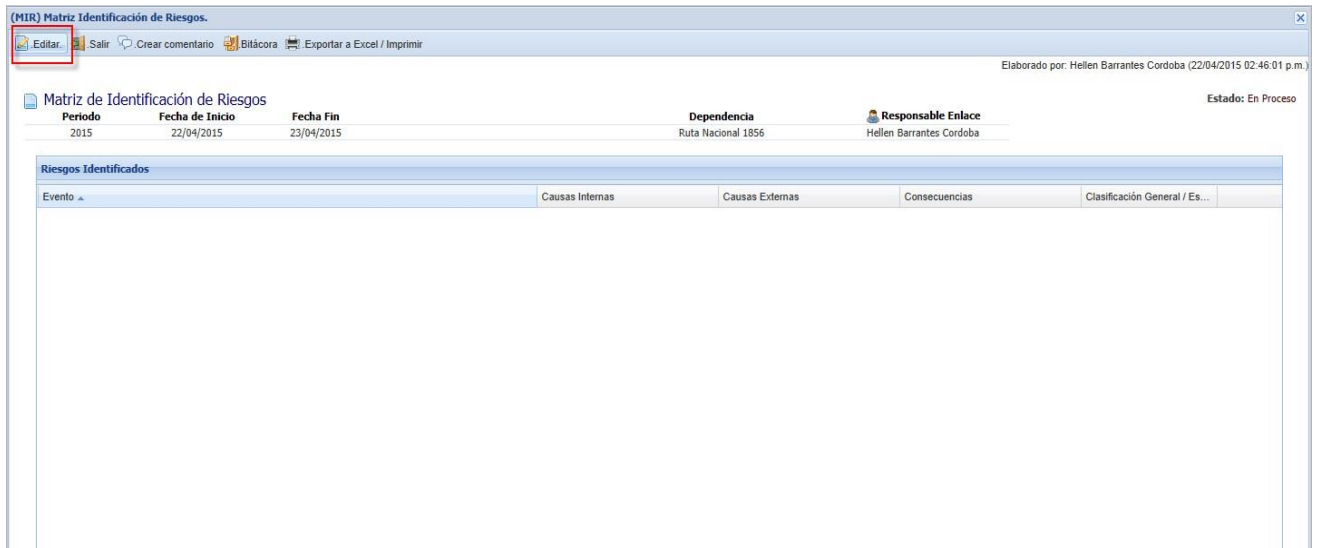 (MIR) Matriz Identificación de Riesgos.
.Editar. .Salir .Crear comentario .Bitácora .Exportar a Excel / Imprimir
Elaborado por: Hellen Barrantes Cordoba (22/04/2015 02:46:01 p.m.)
Matriz de Identificación de Riesgos
Estado: En Proceso
Periodo Fecha de Inicio Fecha Fin Dependencia Responsable Enlace
2015 22/04/2015 23/04/2015 Ruta Nacional 1856 Hellen Barrantes Cordoba
Riesgos Identificados
Evento Causas Internas Causas Externas Consecuencias Clasificación General / Es...